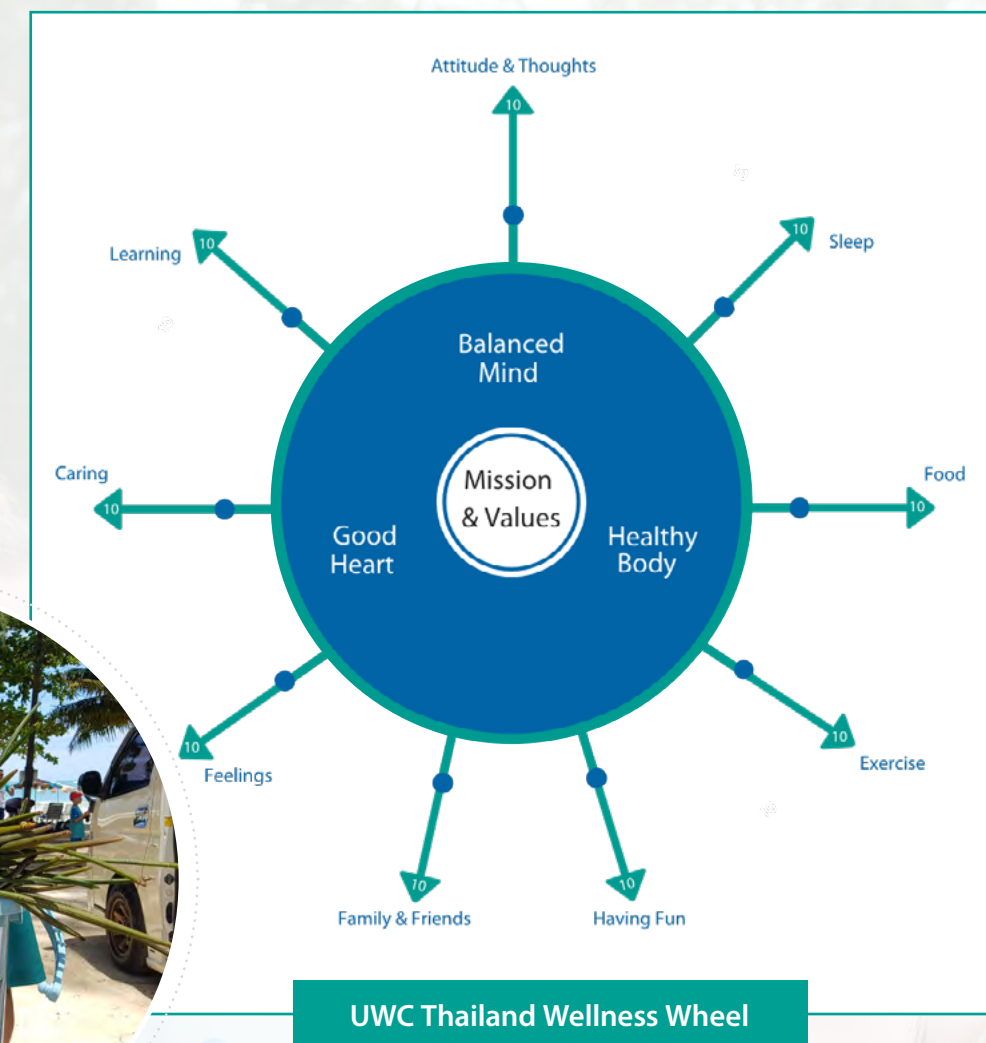 Attitude & Thoughts
10
Learning
10
10
Sleep
Balanced
Mind
Caring
10
Mission
& Values
Food
10
Good
Heart
Healthy
Body
10
Feelings
10
Exercise
10
Family & Friends
10
Having Fun
UWC Thailand Wellness Wheel